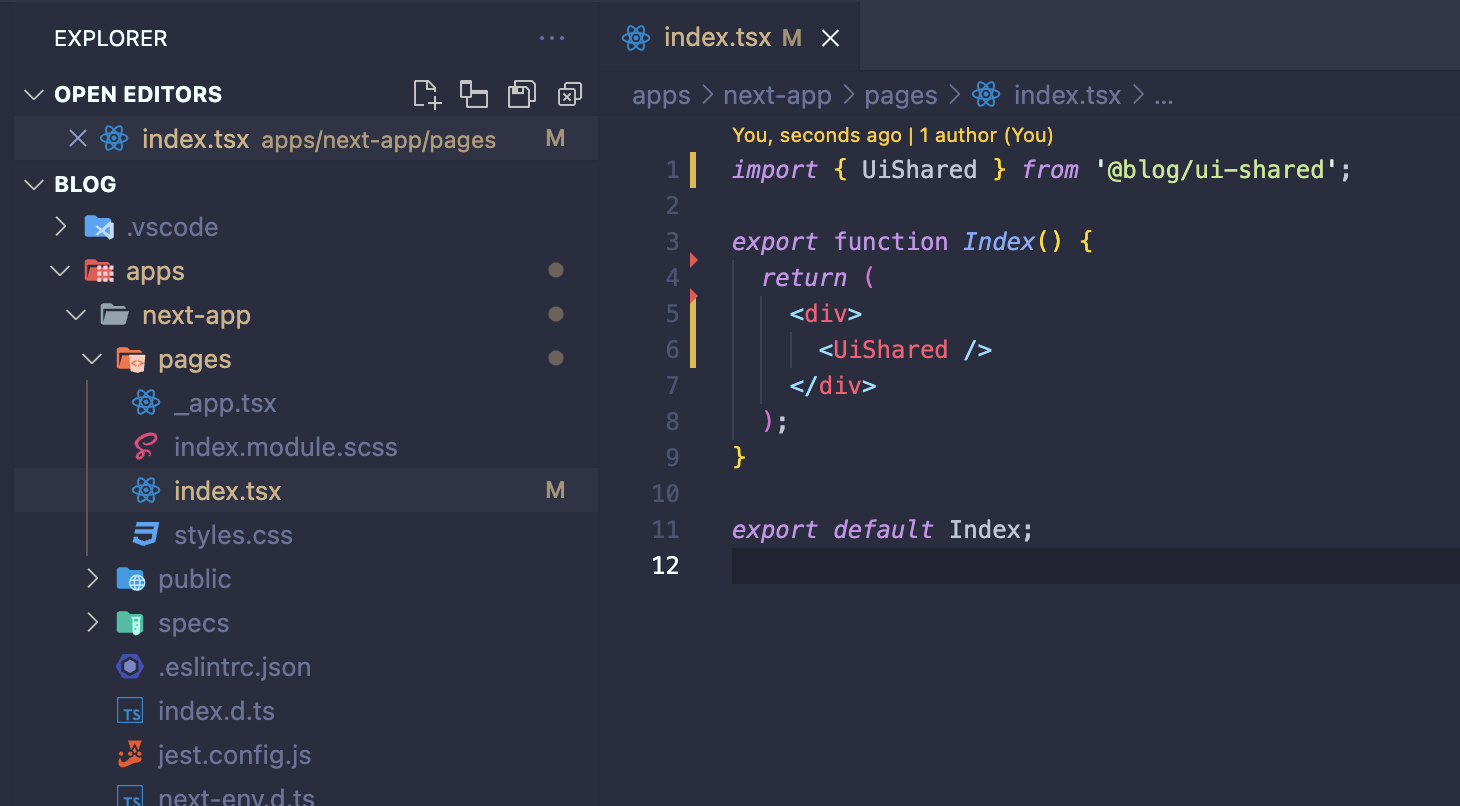 EXPLORER
OPEN EDITORS
index.tsx apps/next-app/pages M
BLOG
.vscode
apps
next-app
pages
_app.tsx
index.module.scss
index.tsx M
styles.css
public
specs
.eslintrc.json
TS index.d.ts
jest.config.js
TS next-env.d.ts
index.tsx M
apps > next-app > pages > index.tsx > ...
You, seconds ago | 1 author (You)
1 import { UiShared } from '@blog/ui-shared';
2
3 export function Index() {
4 return (
5 <div>
6 <UiShared />
7 </div>
8 );
9 }
10
11 export default Index;
12